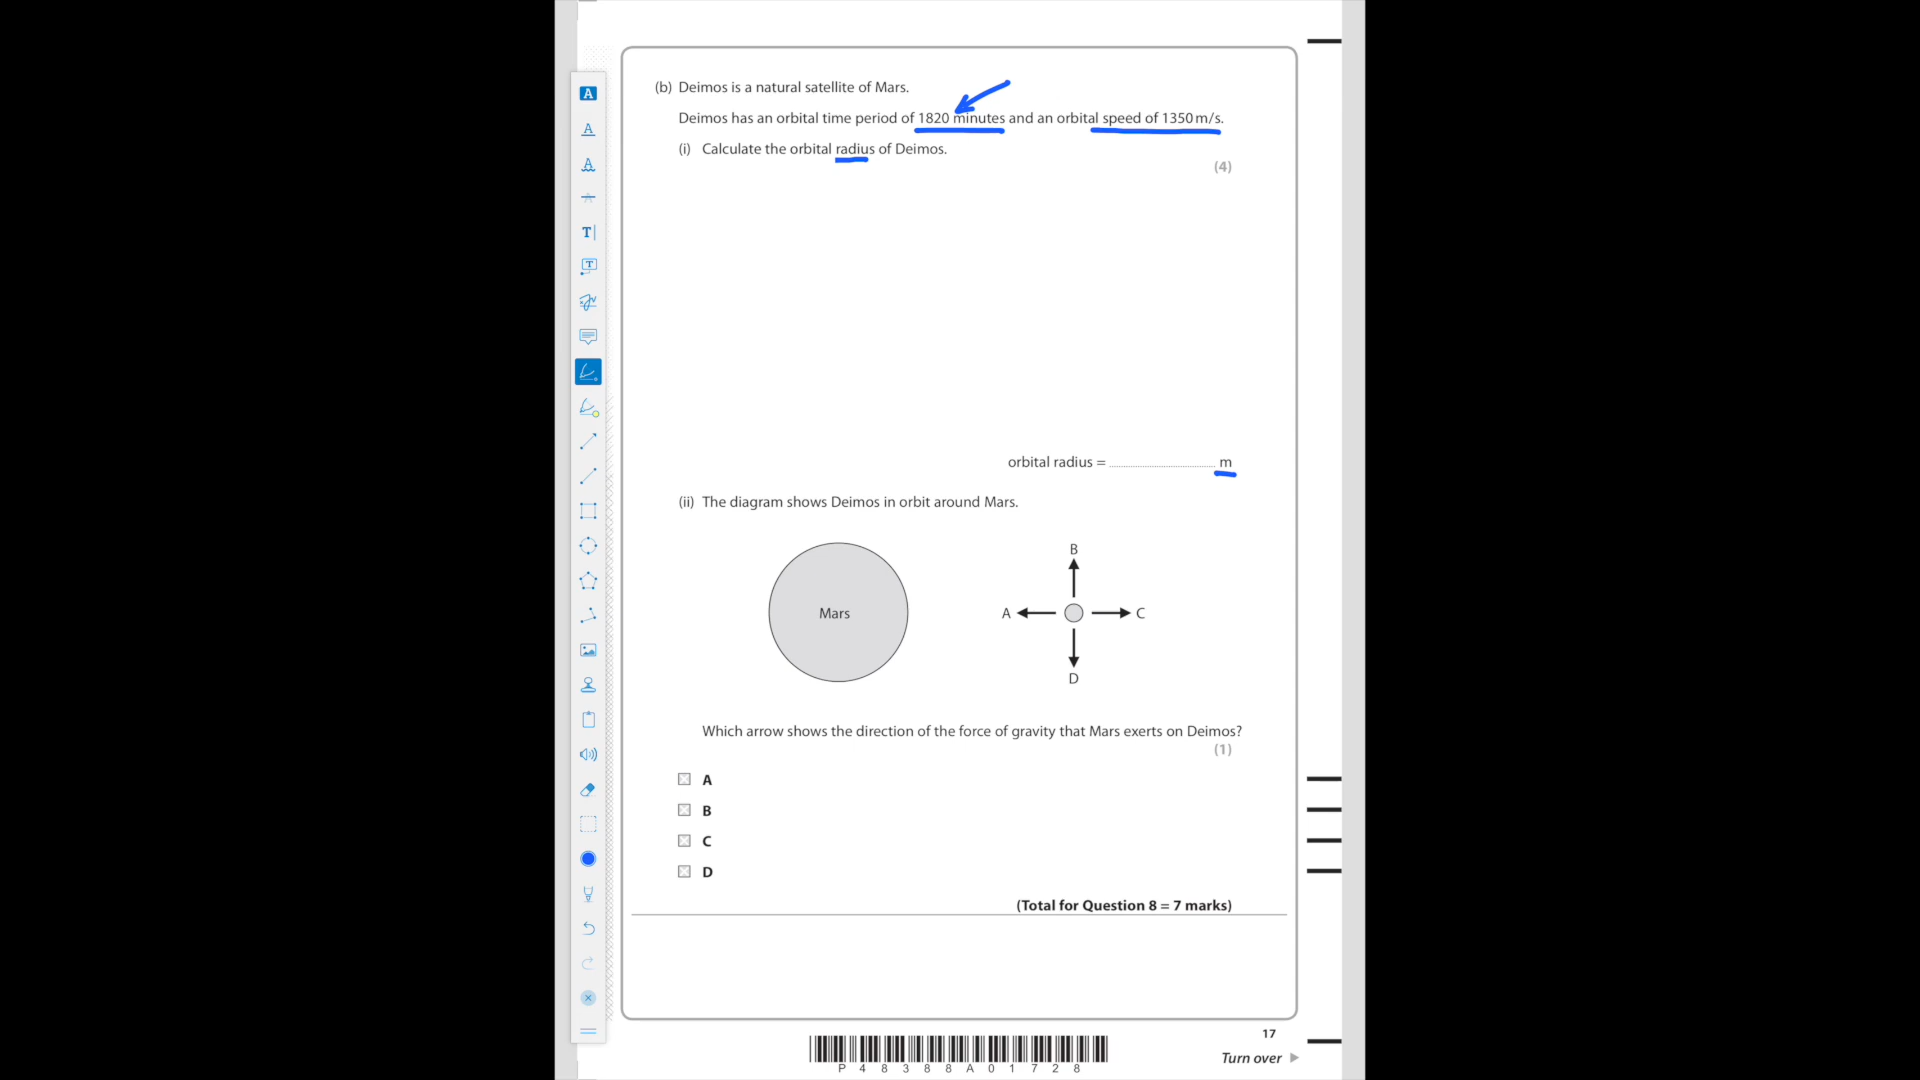 (b) Deimos is a natural satellite of Mars.
Deimos has an orbital time period of 1820 minutes and an orbital speed of 1350 m/s.
(i) Calculate the orbital radius of Deimos.
(4)
orbital radius = .................................... m
(ii) The diagram shows Deimos in orbit around Mars.
B
Mars
A
C
D
Which arrow shows the direction of the force of gravity that Mars exerts on Deimos?
(1)
A
B
C
D
(Total for Question 8 = 7 marks)
17
P 4 8 3 8 8 A 0 1 7 2 8
Turn over